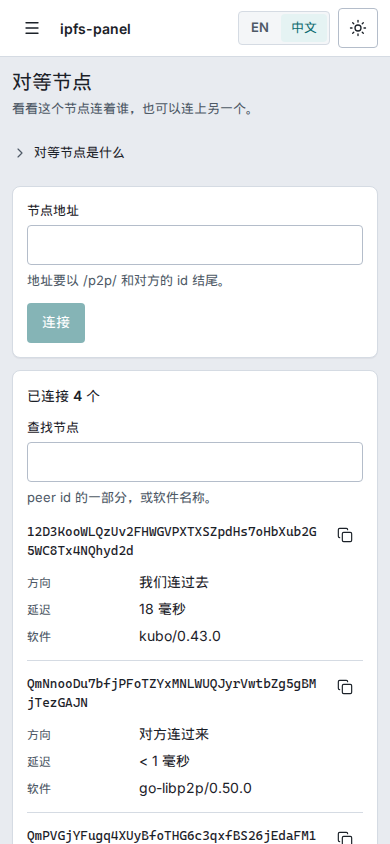 ipfs-panel
EN 中文
对等节点
看看这个节点连着谁，也可以连上另一个。
对等节点是什么
节点地址
地址要以 /p2p/ 和对方的 id 结尾。
连接
已连接 4 个
查找节点
peer id 的一部分，或软件名称。
12D3KooWLQzUv2FHWGVPXTXSZpdHs7oHbXub2G
5WC8Tx4NQhyd2d
方向 我们连过去
延迟 18 毫秒
软件 kubo/0.43.0
QmNnooDu7bfjPFoTZYxMNLWUQJyrVwtbZg5gBM
jTezGAJN
方向 对方连过来
延迟 < 1 毫秒
软件 go-libp2p/0.50.0
QmPVGjYFugq4XUyBfoTHG6c3qxfBS26jEdaFM1